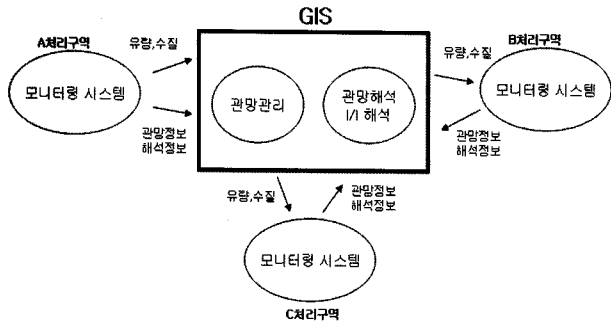 GIS
A처리구역
유량,수질
유량,수질
B처리구역
모니터링 시스템
관망관리
관망해석
I/I 해석
모니터링 시스템
관망정보
해석정보
관망정보
해석정보
유량,수질
관망정보
해석정보
모니터링 시스템
C처리구역